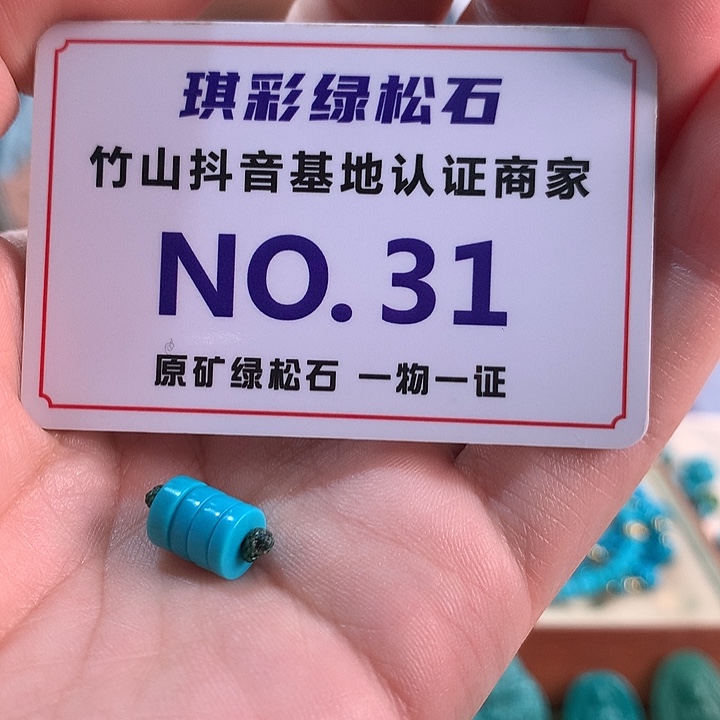 琪彩绿松石
竹山抖音基地认证商家
NO.31
原矿绿松石 一物一证